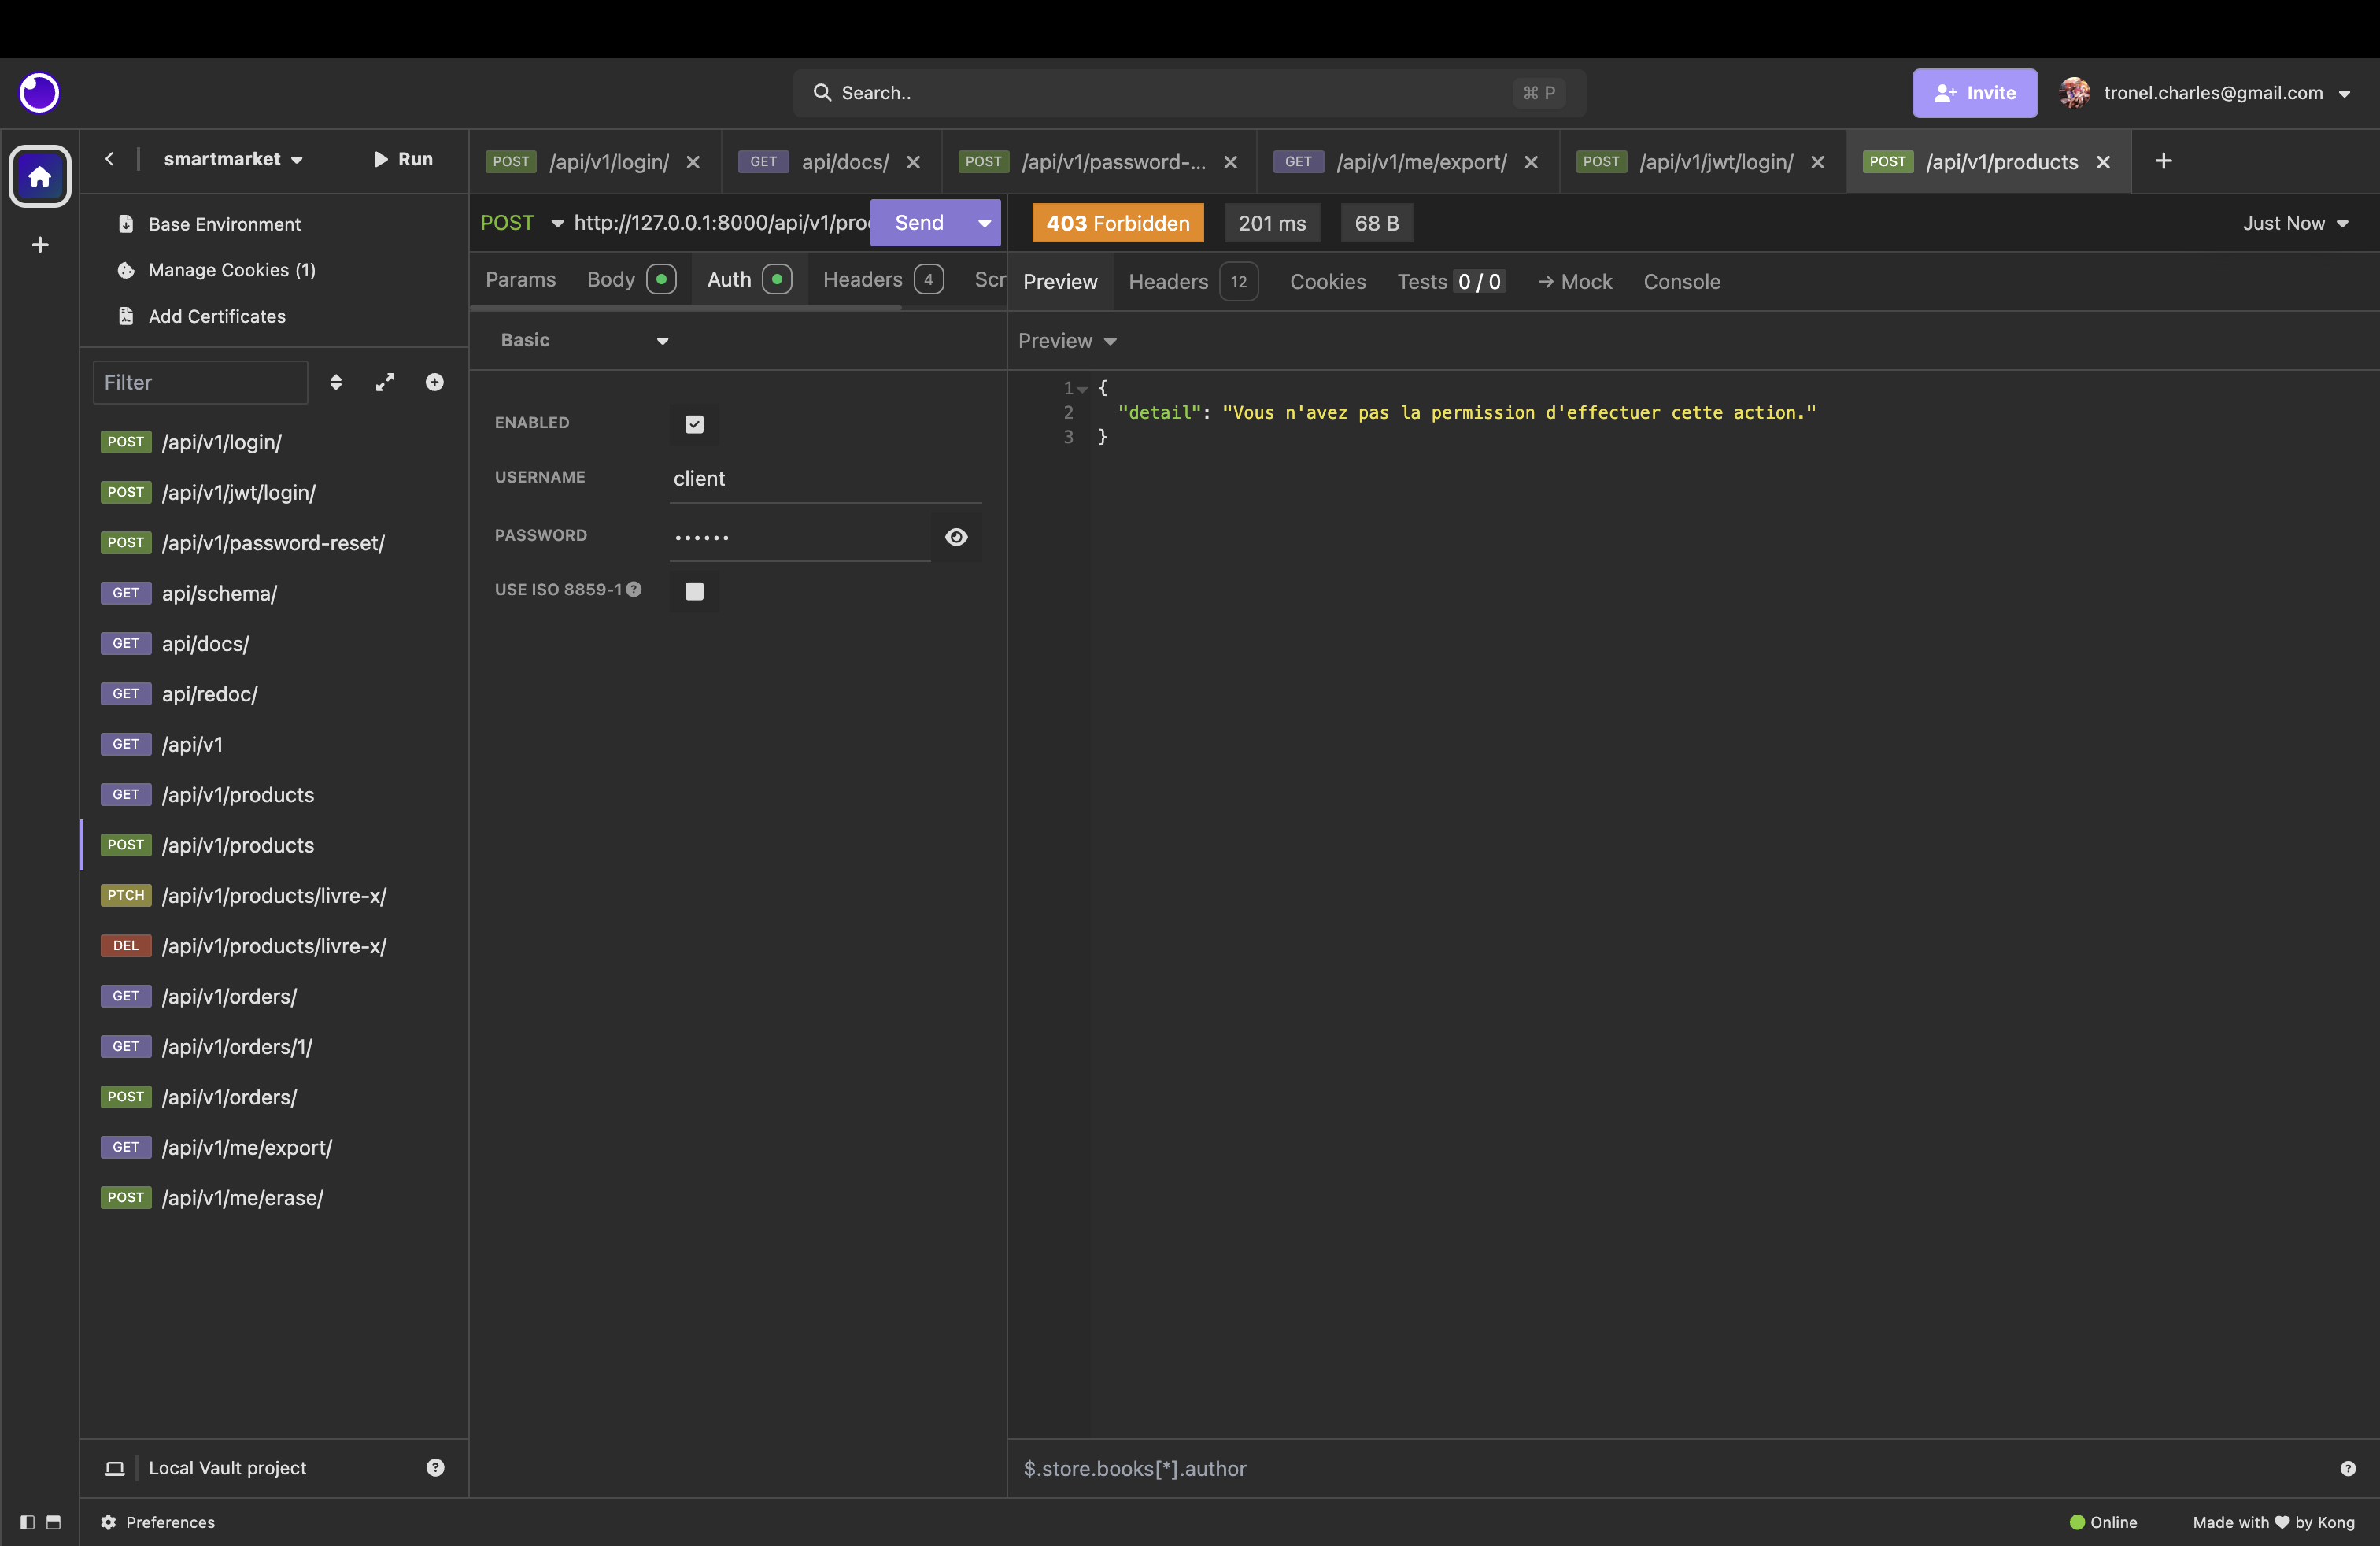 Search..
⌘ P
Invite
tronel.charles@gmail.com
smartmarket
Run
POST /api/v1/login/
GET api/docs/
POST /api/v1/password-...
GET /api/v1/me/export/
POST /api/v1/jwt/login/
POST /api/v1/products
Base Environment
Manage Cookies (1)
Add Certificates
Filter
POST /api/v1/login/
POST /api/v1/jwt/login/
POST /api/v1/password-reset/
GET api/schema/
GET api/docs/
GET api/redoc/
GET /api/v1
GET /api/v1/products
POST /api/v1/products
PTCH /api/v1/products/livre-x/
DEL /api/v1/products/livre-x/
GET /api/v1/orders/
GET /api/v1/orders/1/
POST /api/v1/orders/
GET /api/v1/me/export/
POST /api/v1/me/erase/
Local Vault project
POST http://127.0.0.1:8000/api/v1/pro
Send
Params Body Auth Headers 4 Scr
Basic
ENABLED
USERNAME client
PASSWORD ••••••
USE ISO 8859-1
403 Forbidden 201 ms 68 B
Just Now
Preview Headers 12 Cookies Tests 0 / 0 → Mock Console
Preview
1 {
2 "detail": "Vous n'avez pas la permission d'effectuer cette action."
3 }
$.store.books[*].author
Preferences
Online
Made with ♥ by Kong